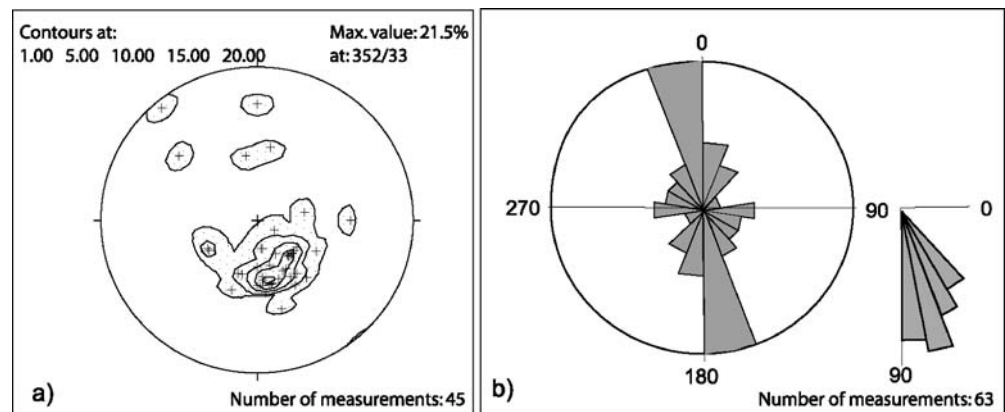 Contours at:
1.00 5.00 10.00 15.00 20.00
Max. value: 21.5%
at: 352/33
a)
Number of measurements: 45
0
270
90
0
180
90
b)
Number of measurements: 63